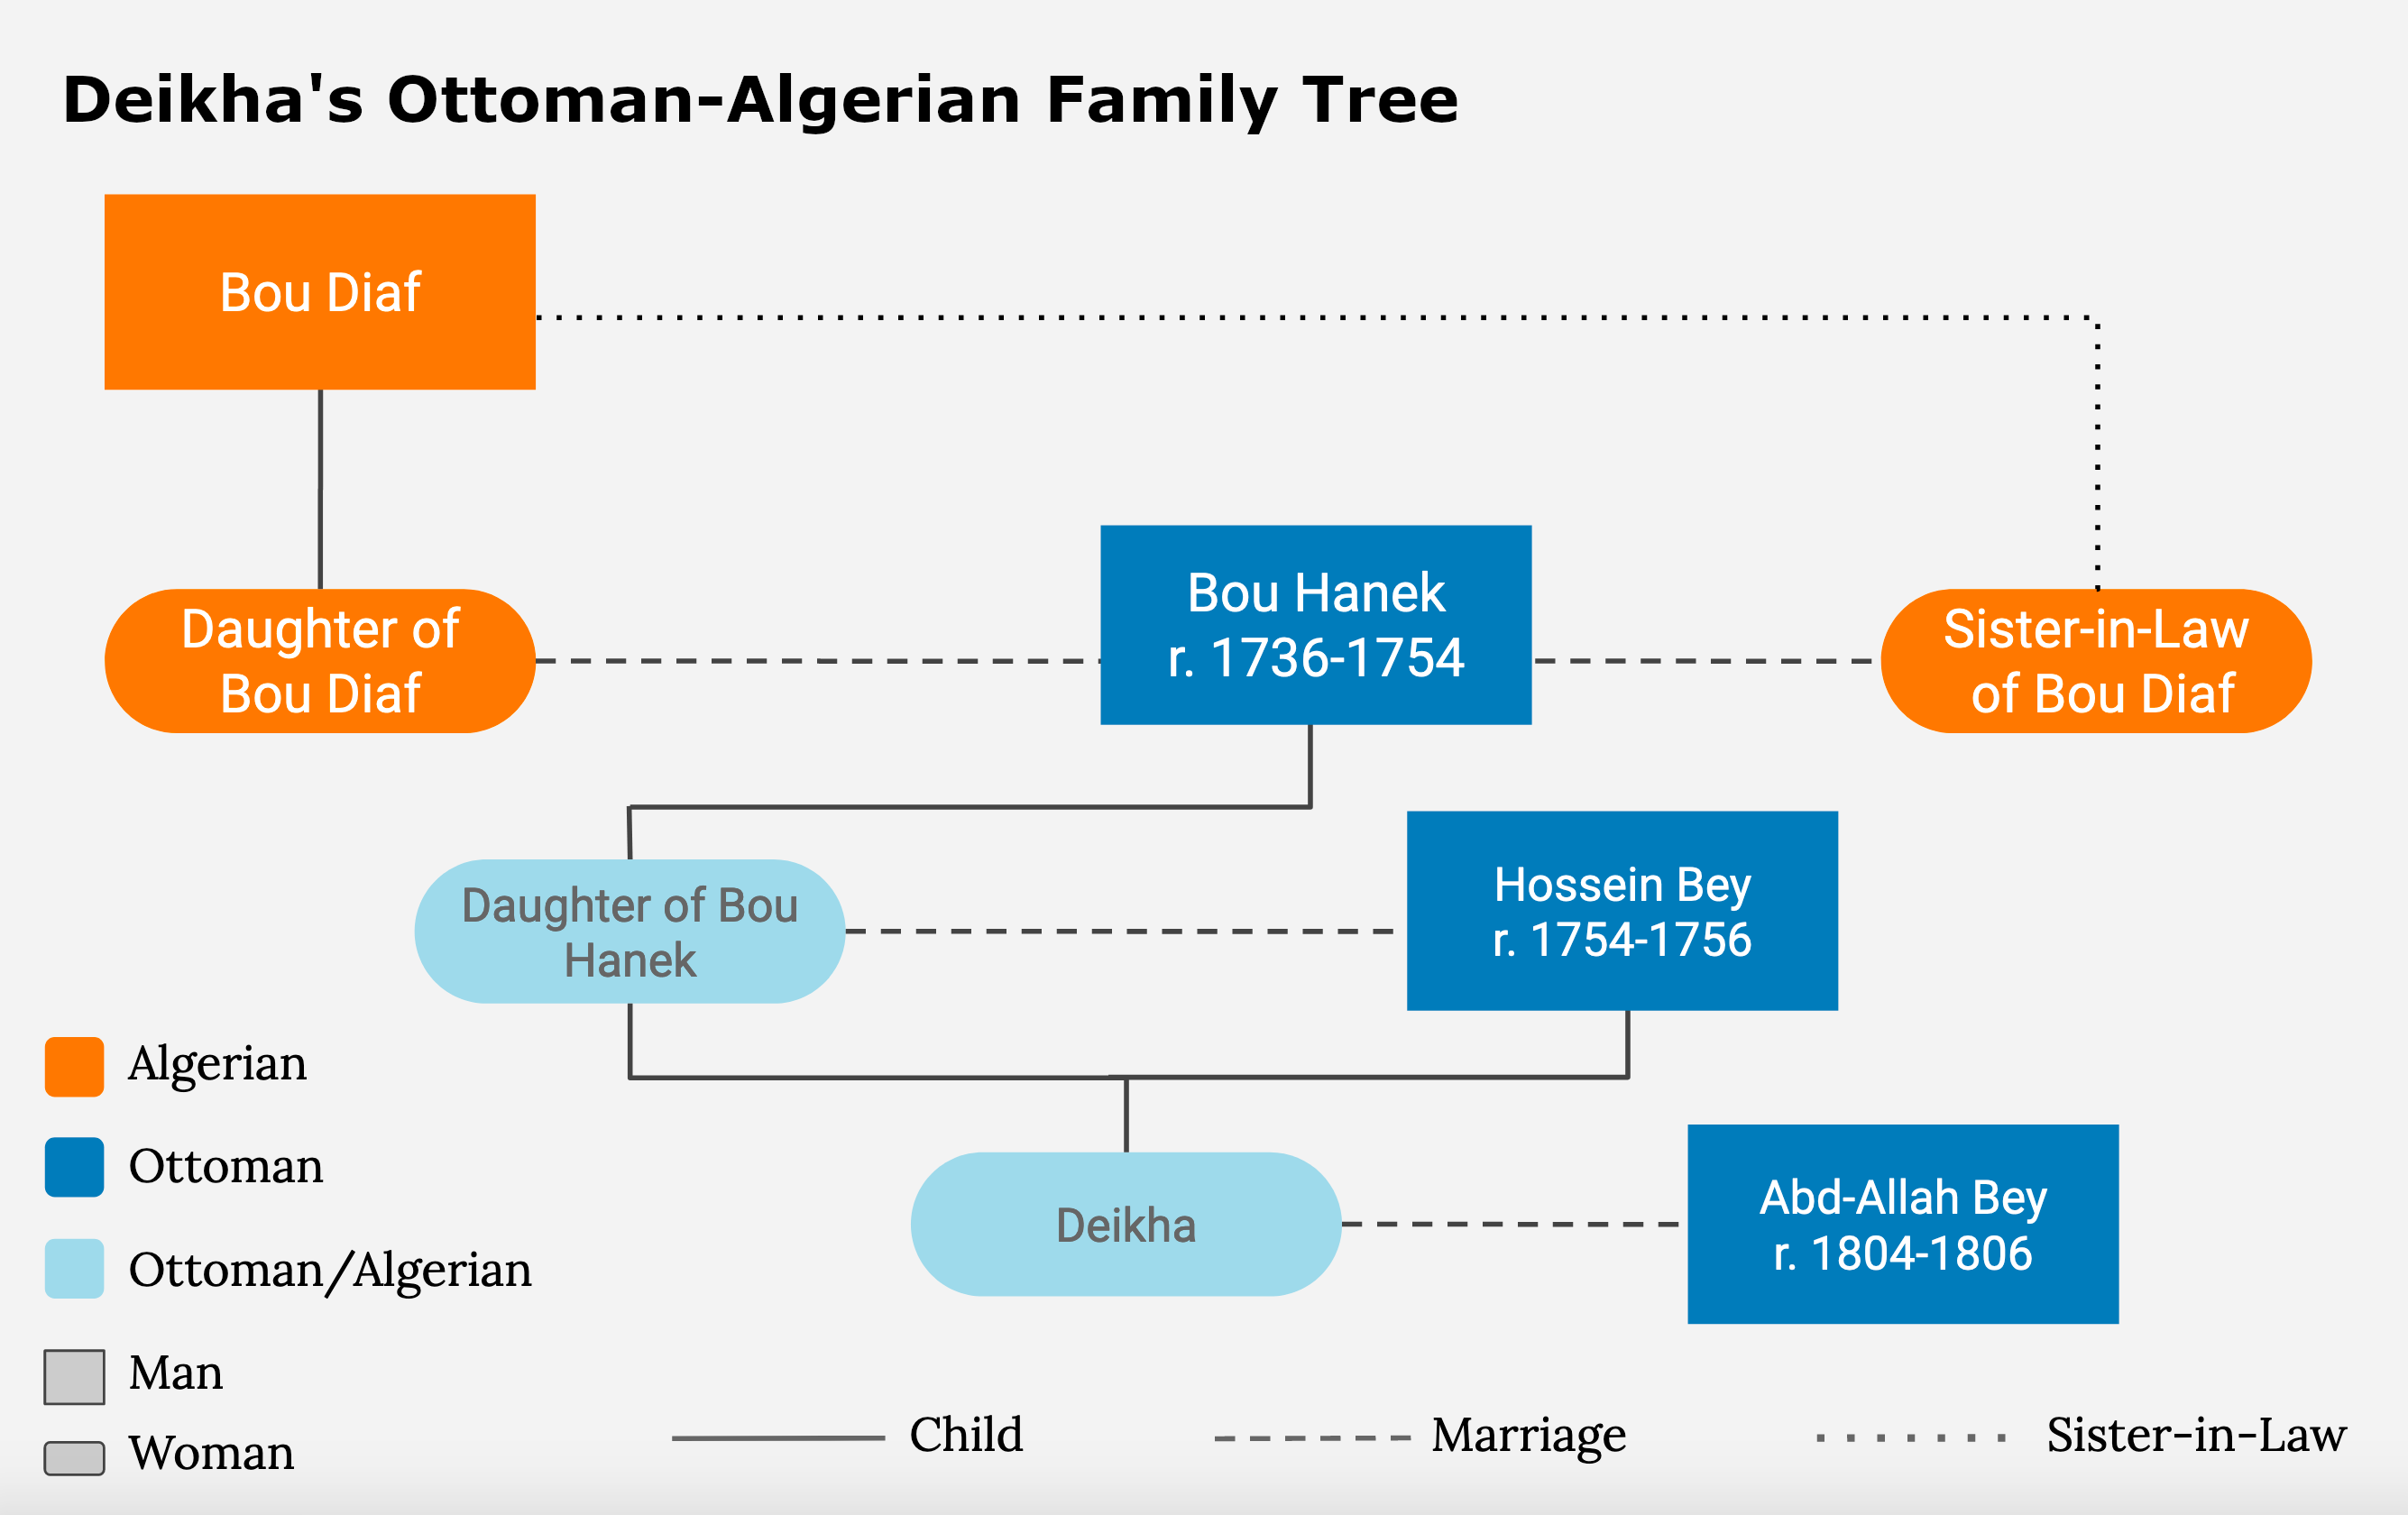 Deikha's Ottoman-Algerian Family Tree
Bou Diaf
Daughter of
Bou Diaf
Bou Hanek
r. 1736-1754
Sister-in-Law
of Bou Diaf
Daughter of Bou
Hanek
Hossein Bey
r. 1754-1756
Deikha
Abd-Allah Bey
r. 1804-1806
Algerian
Ottoman
Ottoman/Algerian
Man
Woman
Child
Marriage
Sister-in-Law